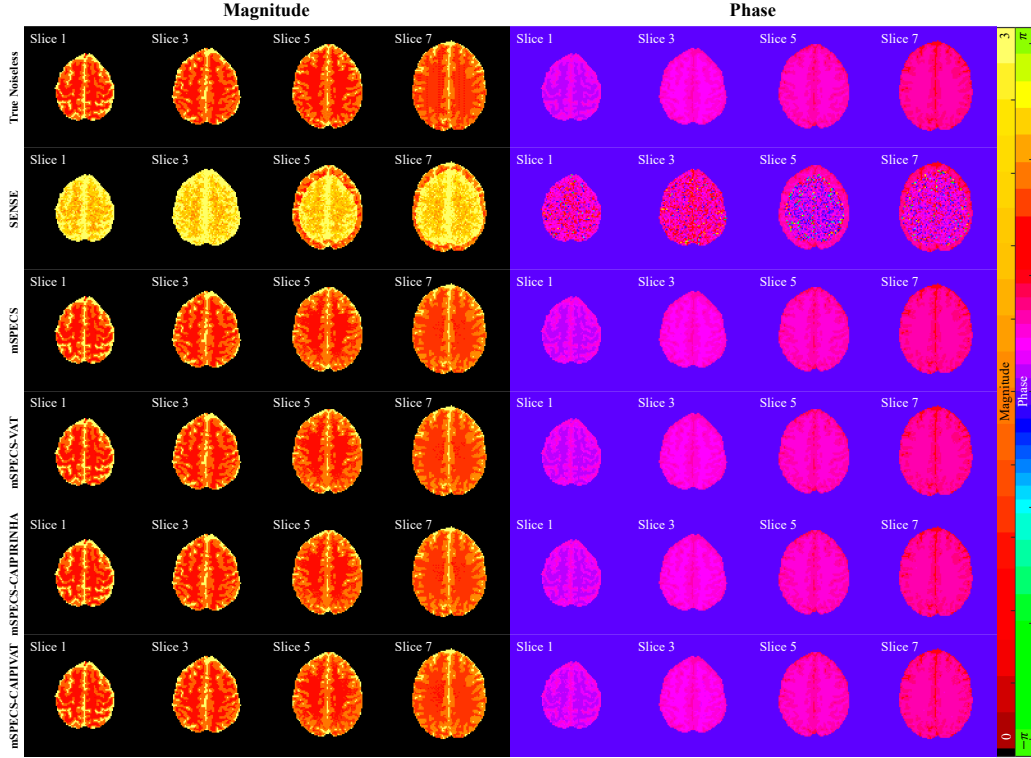 Magnitude
Phase
True Noiseless
Slice 1
Slice 3
Slice 5
Slice 7
Slice 1
Slice 3
Slice 5
Slice 7
SENSE
Slice 1
Slice 3
Slice 5
Slice 7
Slice 1
Slice 3
Slice 5
Slice 7
mSPECS
Slice 1
Slice 3
Slice 5
Slice 7
Slice 1
Slice 3
Slice 5
Slice 7
mSPECS-VAT
Slice 1
Slice 3
Slice 5
Slice 7
Slice 1
Slice 3
Slice 5
Slice 7
mSPECS-CAIPIRINHA
Slice 1
Slice 3
Slice 5
Slice 7
Slice 1
Slice 3
Slice 5
Slice 7
mSPECS-CAIPIVAT
Slice 1
Slice 3
Slice 5
Slice 7
Slice 1
Slice 3
Slice 5
Slice 7
3
Magnitude
0
π
Phase
−π